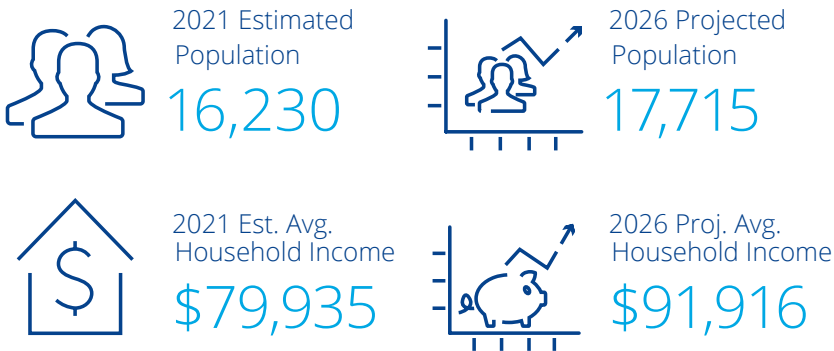 2021 Estimated
Population
16,230
2026 Projected
Population
17,715
$
2021 Est. Avg.
Household Income
$79,935
2026 Proj. Avg.
Household Income
$91,916